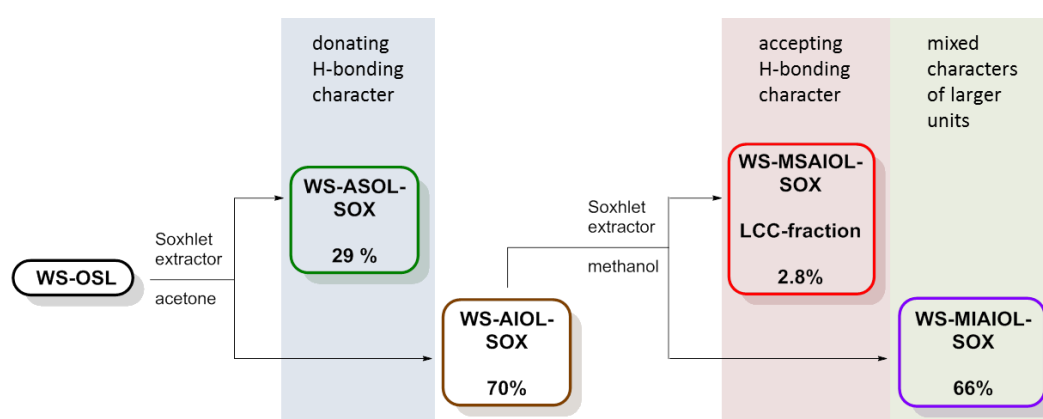 donating
H-bonding
character
accepting
H-bonding
character
mixed
characters
of larger
units
WS-OSL
Soxhlet
extractor
acetone
WS-ASOL-
SOX
29 %
WS-AIOL-
SOX
70%
Soxhlet
extractor
methanol
WS-MSAIOL-
SOX
LCC-fraction
2.8%
WS-MIAIOL-
SOX
66%